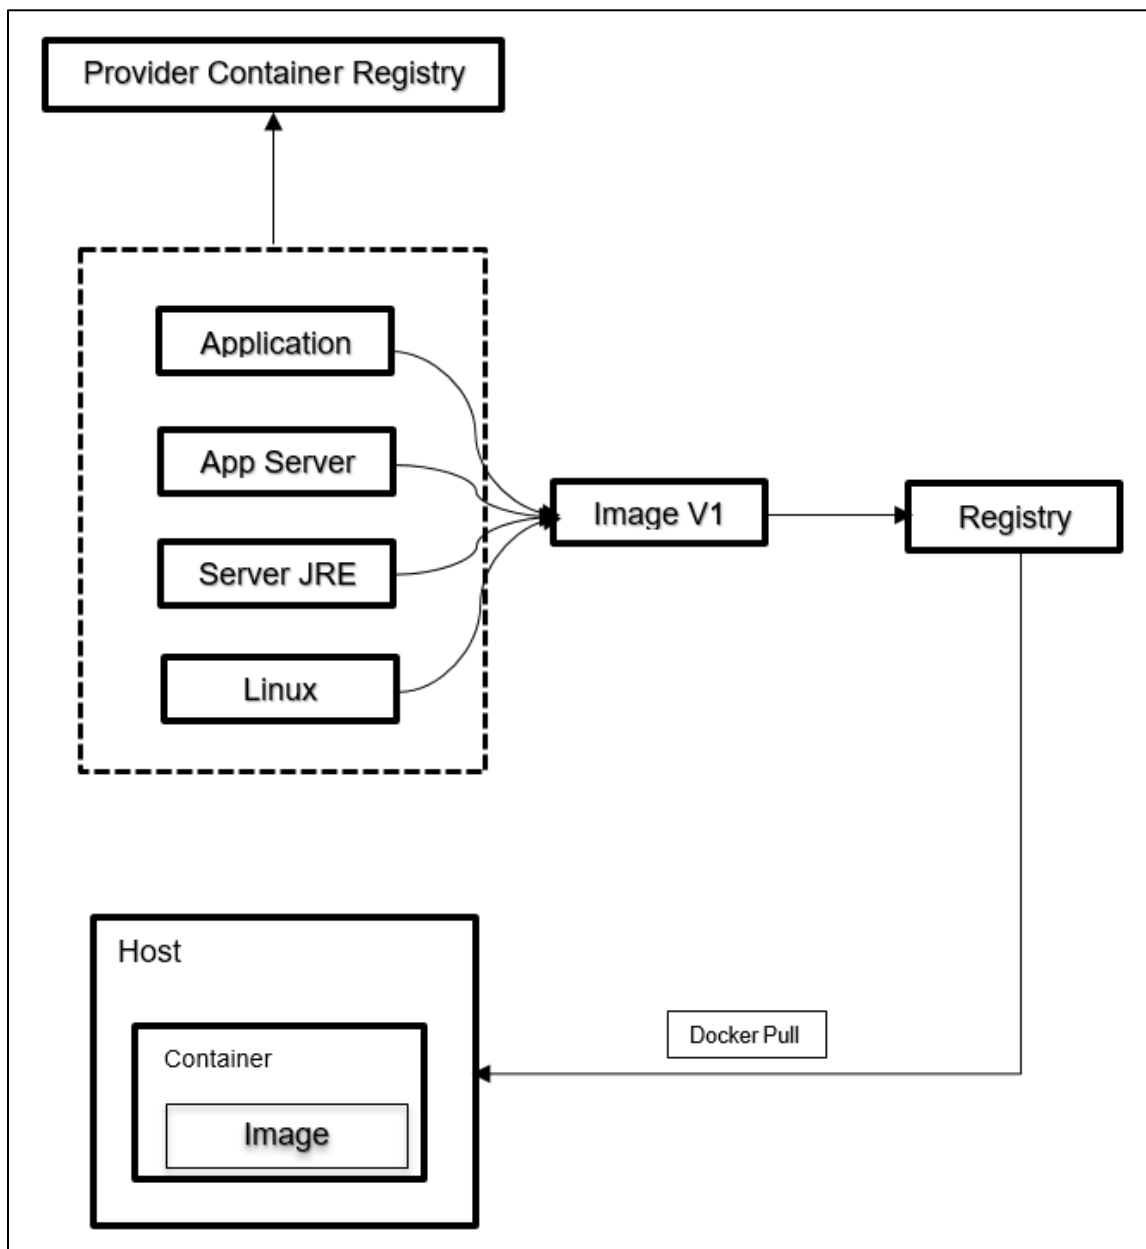 Provider Container Registry
Application
App Server
Server JRE
Linux
Image V1
Registry
Host
Container
Image
Docker Pull